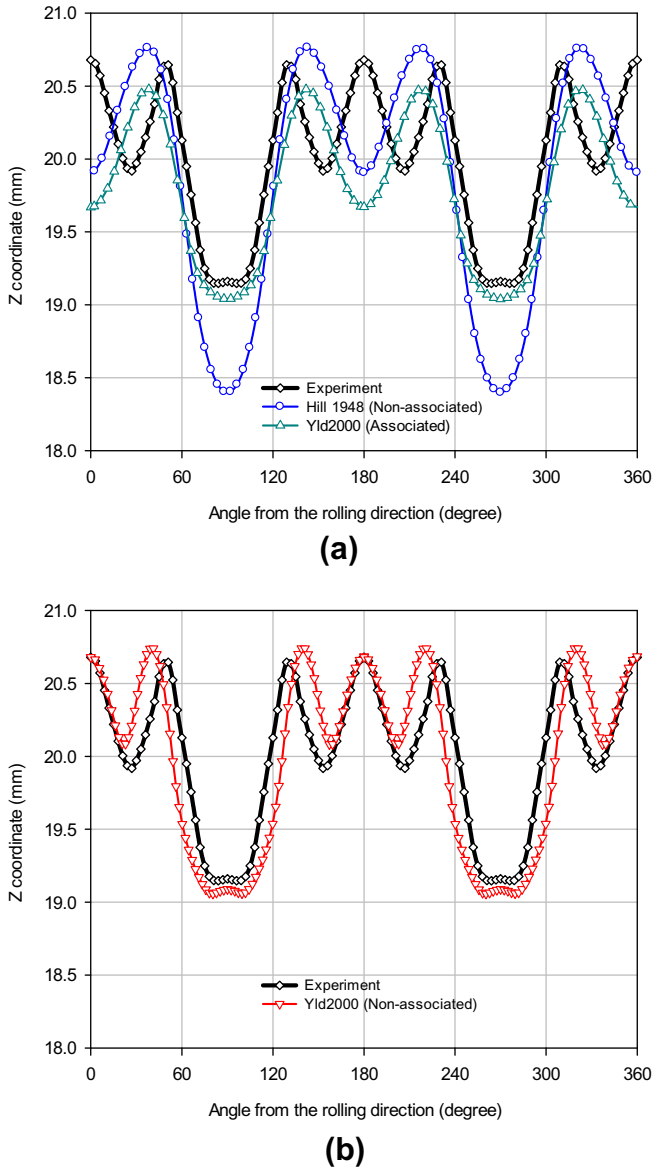 21.0
20.5
20.0
19.5
19.0
18.5
18.0
Z coordinate (mm)
Experiment
Hill 1948 (Non-associated)
Yld2000 (Associated)
0 60 120 180 240 300 360
Angle from the rolling direction (degree)
(a)
21.0
20.5
20.0
19.5
19.0
18.5
18.0
Z coordinate (mm)
Experiment
Yld2000 (Non-associated)
0 60 120 180 240 300 360
Angle from the rolling direction (degree)
(b)